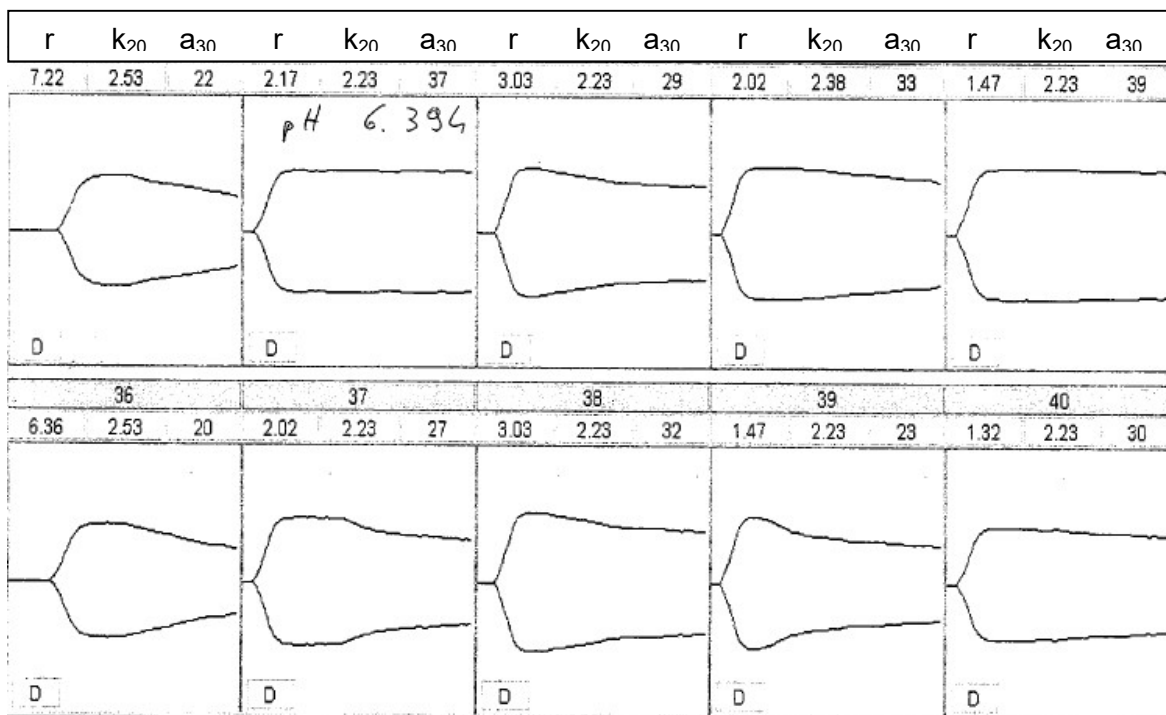 r k₂₀ a₃₀ r k₂₀ a₃₀ r k₂₀ a₃₀ r k₂₀ a₃₀ r k₂₀ a₃₀
7.22 2.53 22 2.17 2.23 37 3.03 2.23 29 2.02 2.38 33 1.47 2.23 39
pH 6.394
D D D D D
36 37 38 39 40
6.36 2.53 20 2.02 2.23 27 3.03 2.23 32 1.47 2.23 23 1.32 2.23 30
D D D D D